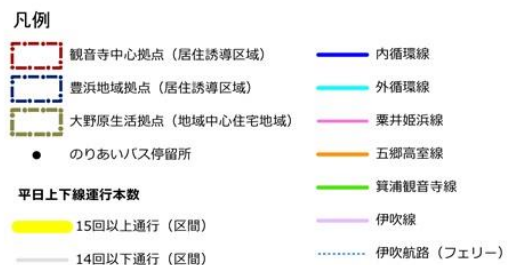 凡例
観音寺中心拠点（居住誘導区域）
豊浜地域拠点（居住誘導区域）
大野原生活拠点（地域中心住宅地域）
のりあいバス停留所
平日上下線運行本数
15回以上通行（区間）
14回以下通行（区間）
内循環線
外循環線
粟井姫浜線
五郷高室線
箕浦観音寺線
伊吹線
伊吹航路（フェリー）